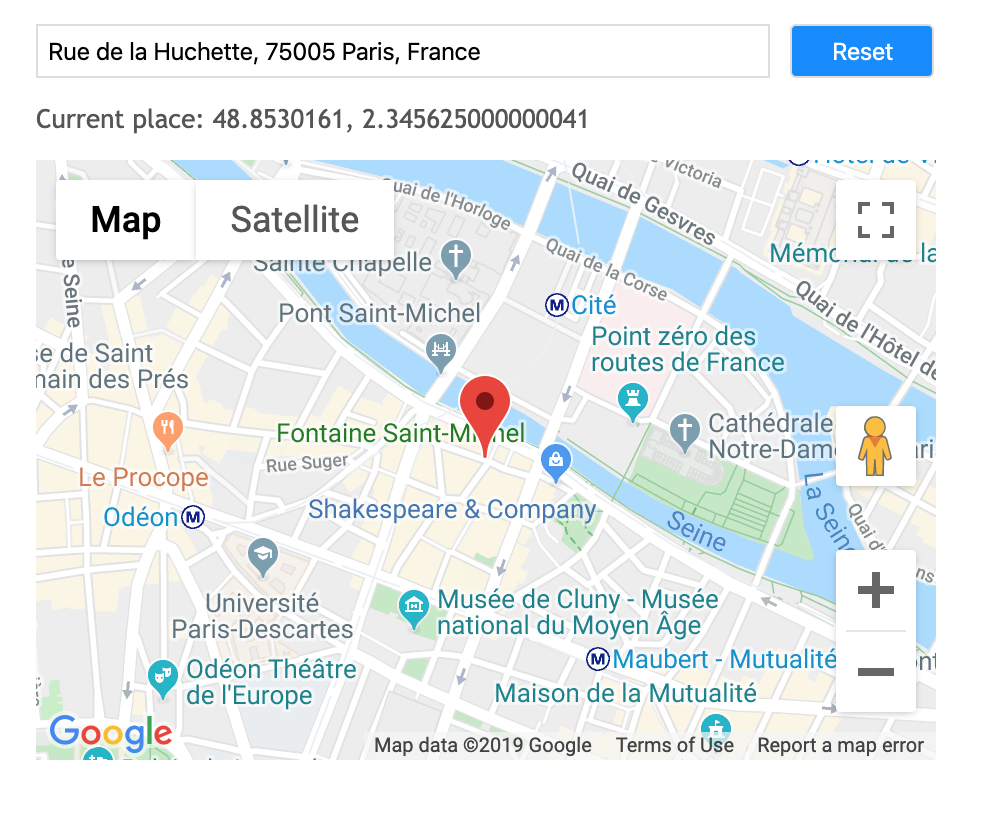 Rue de la Huchette, 75005 Paris, France
Reset
Current place: 48.8530161, 2.345625000000041
Map
Satellite
Victoria
Quai de l'Horloge
Quai de Gesvres
Sainte Chapelle
Quai de la Corse
Mémorial de la
e Seine
M Cité
Pont Saint-Michel
Quai de l'Hôtel de
Point zéro des
routes de France
se de Saint
main des Prés
Cathédrale
Notre-Dam
Fontaine Saint-Michel
Rue Suger
Le Procope
Odéon M
Shakespeare & Company
Seine
La Seine
Quai d'
Université
Paris-Descartes
Musée de Cluny - Musée
national du Moyen Âge
M Maubert - Mutualité
Odéon Théâtre
de l'Europe
Maison de la Mutualité
Google
Map data ©2019 Google
Terms of Use
Report a map error